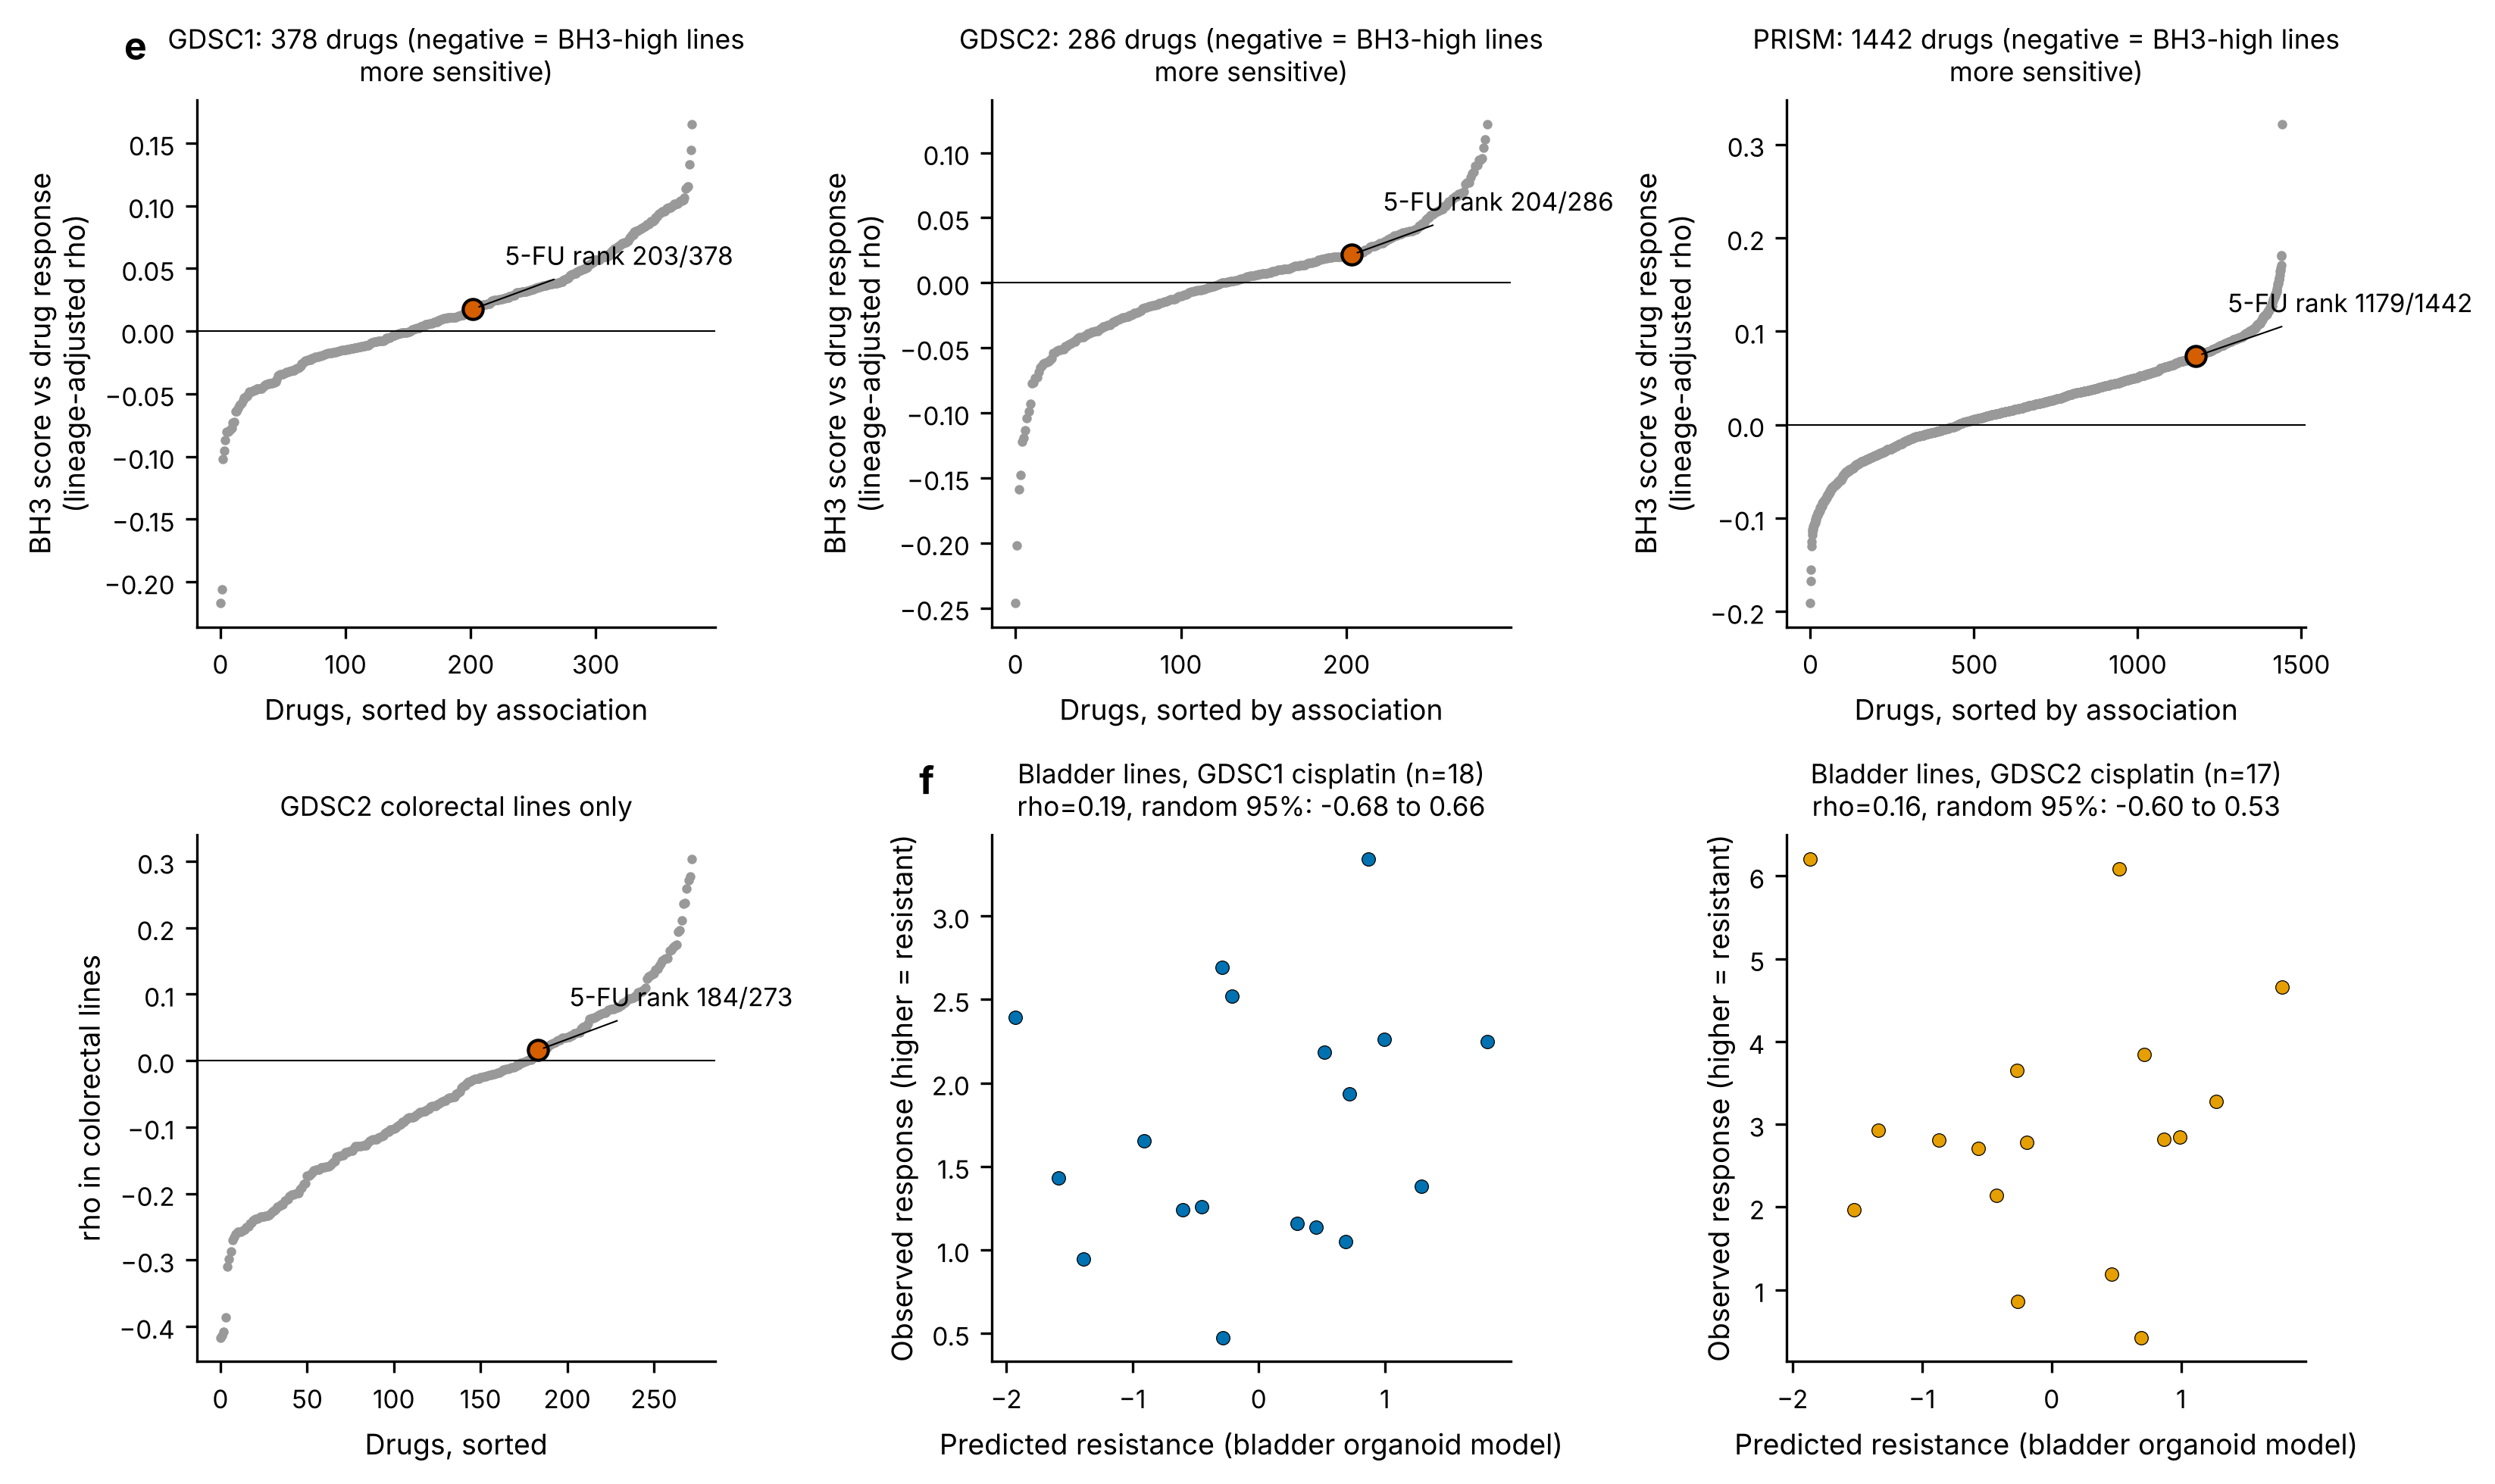 e
GDSC1: 378 drugs (negative = BH3-high lines
more sensitive)
BH3 score vs drug response
(lineage-adjusted rho)
0.15
0.10
0.05
0.00
−0.05
−0.10
−0.15
−0.20
5-FU rank 203/378
0
100
200
300
Drugs, sorted by association
GDSC2: 286 drugs (negative = BH3-high lines
more sensitive)
BH3 score vs drug response
(lineage-adjusted rho)
0.10
0.05
0.00
−0.05
−0.10
−0.15
−0.20
−0.25
5-FU rank 204/286
0
100
200
Drugs, sorted by association
PRISM: 1442 drugs (negative = BH3-high lines
more sensitive)
BH3 score vs drug response
(lineage-adjusted rho)
0.3
0.2
0.1
0.0
−0.1
−0.2
5-FU rank 1179/1442
0
500
1000
1500
Drugs, sorted by association
GDSC2 colorectal lines only
rho in colorectal lines
0.3
0.2
0.1
0.0
−0.1
−0.2
−0.3
−0.4
5-FU rank 184/273
0
50
100
150
200
250
Drugs, sorted
f
Bladder lines, GDSC1 cisplatin (n=18)
rho=0.19, random 95%: -0.68 to 0.66
Observed response (higher = resistant)
3.0
2.5
2.0
1.5
1.0
0.5
−2
−1
0
1
Predicted resistance (bladder organoid model)
Bladder lines, GDSC2 cisplatin (n=17)
rho=0.16, random 95%: -0.60 to 0.53
Observed response (higher = resistant)
6
5
4
3
2
1
−2
−1
0
1
Predicted resistance (bladder organoid model)